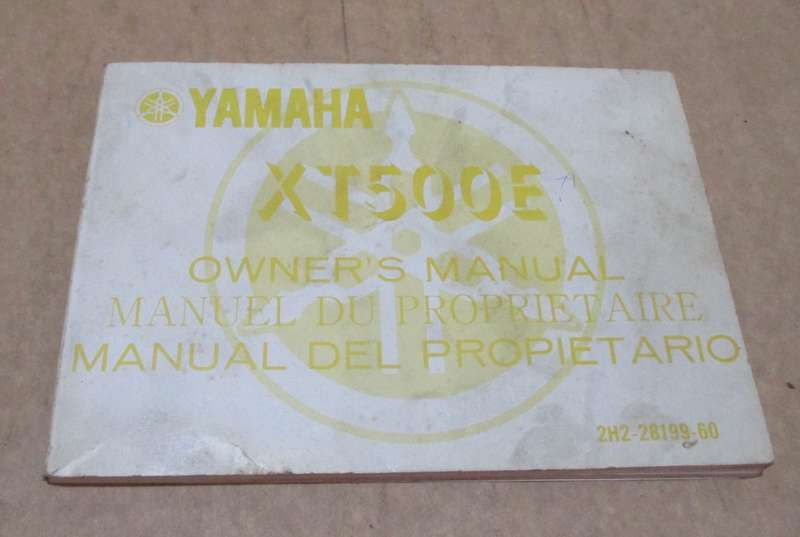 YAMAHA
XT500E
OWNER'S MANUAL
MANUEL DU PROPRIETAIRE
MANUAL DEL PROPIETARIO
2H2-28199-60